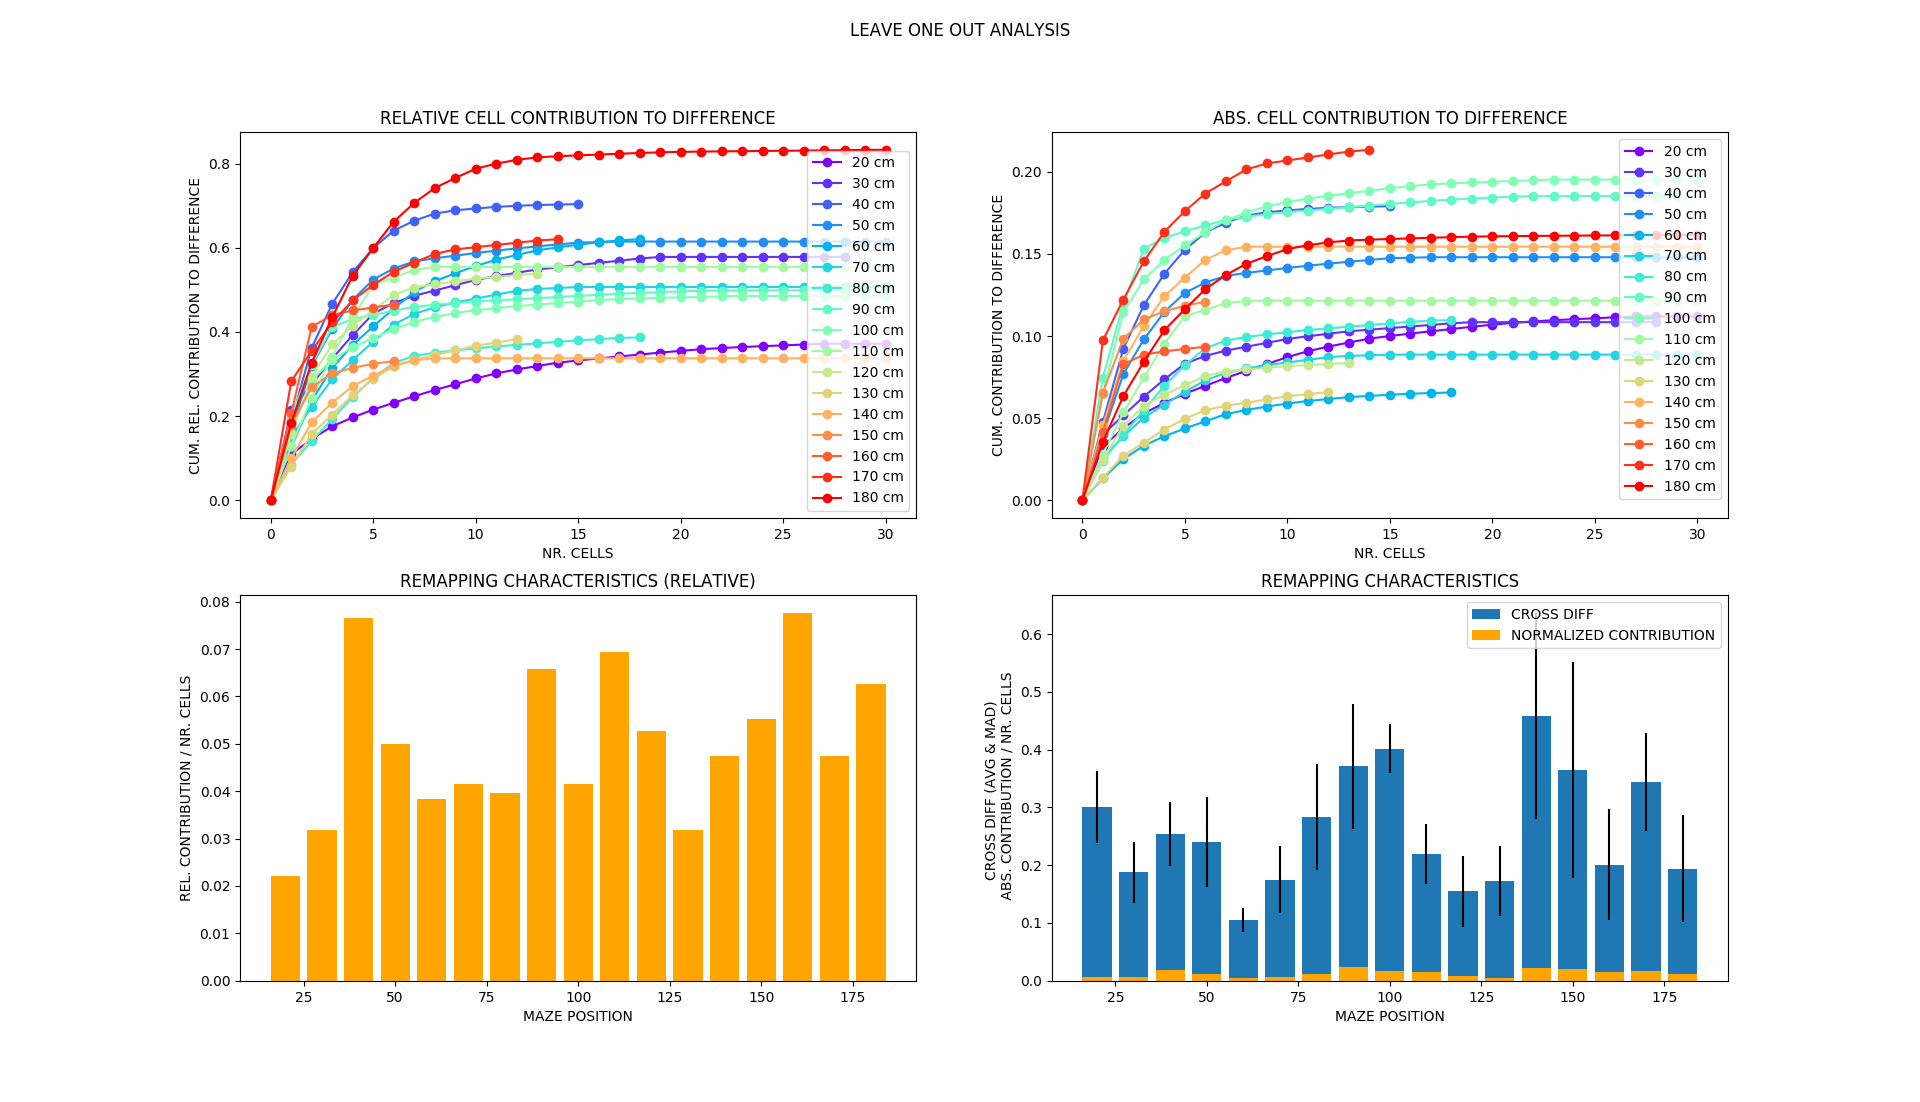 LEAVE ONE OUT ANALYSIS
RELATIVE CELL CONTRIBUTION TO DIFFERENCE
CUM. REL. CONTRIBUTION TO DIFFERENCE
0.8
0.6
0.4
0.2
0.0
0 5 10 15 20 25 30
NR. CELLS
20 cm
30 cm
40 cm
50 cm
60 cm
70 cm
80 cm
90 cm
100 cm
110 cm
120 cm
130 cm
140 cm
150 cm
160 cm
170 cm
180 cm
ABS. CELL CONTRIBUTION TO DIFFERENCE
CUM. CONTRIBUTION TO DIFFERENCE
0.20
0.15
0.10
0.05
0.00
0 5 10 15 20 25 30
NR. CELLS
20 cm
30 cm
40 cm
50 cm
60 cm
70 cm
80 cm
90 cm
100 cm
110 cm
120 cm
130 cm
140 cm
150 cm
160 cm
170 cm
180 cm
REMAPPING CHARACTERISTICS (RELATIVE)
REL. CONTRIBUTION / NR. CELLS
0.08
0.07
0.06
0.05
0.04
0.03
0.02
0.01
0.00
25 50 75 100 125 150 175
MAZE POSITION
REMAPPING CHARACTERISTICS
CROSS DIFF (AVG & MAD)
ABS. CONTRIBUTION / NR. CELLS
0.6
0.5
0.4
0.3
0.2
0.1
0.0
25 50 75 100 125 150 175
MAZE POSITION
CROSS DIFF
NORMALIZED CONTRIBUTION